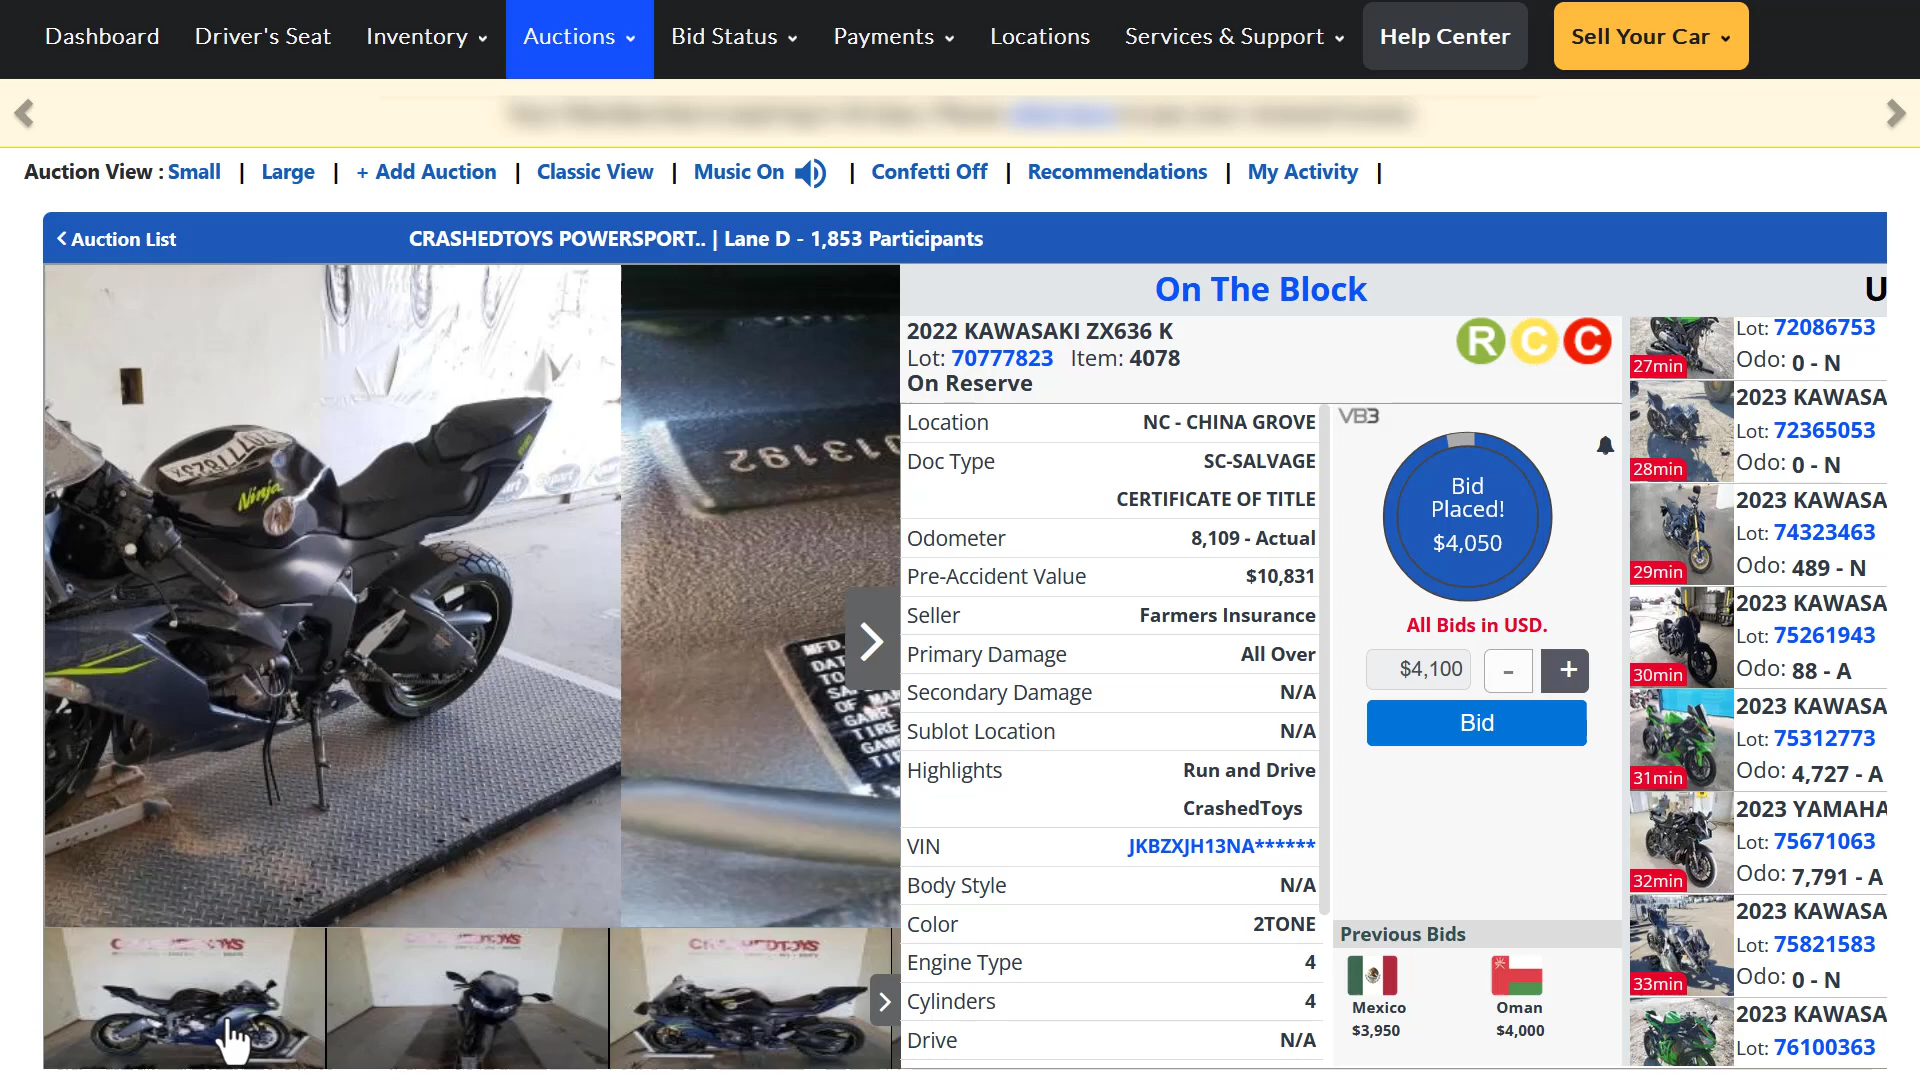 Dashboard Driver's Seat Inventory Auctions Bid Status Payments Locations Services & Support Help Center Sell Your Car
Auction View : Small | Large | + Add Auction | Classic View | Music On | Confetti Off | Recommendations | My Activity |
Auction List
CRASHEDTOYS POWERSPORT.. | Lane D - 1,853 Participants
On The Block
U
2022 KAWASAKI ZX636 K
Lot: 70777823 Item: 4078
On Reserve
R C C
Location NC - CHINA GROVE
Doc Type SC-SALVAGE
CERTIFICATE OF TITLE
Odometer 8,109 - Actual
Pre-Accident Value $10,831
Seller Farmers Insurance
Primary Damage All Over
Secondary Damage N/A
Sublot Location N/A
Highlights Run and Drive
CrashedToys
VIN JKBZXJH13NA******
Body Style N/A
Color 2TONE
Engine Type 4
Cylinders 4
Drive N/A
VB3
Bid
Placed!
$4,050
All Bids in USD.
$4,100 - +
Bid
Previous Bids
Mexico
$3,950
Oman
$4,000
Lot: 72086753
27min
Odo: 0 - N
2023 KAWASA
Lot: 72365053
28min
Odo: 0 - N
2023 KAWASA
Lot: 74323463
29min
Odo: 489 - N
2023 KAWASA
Lot: 75261943
30min
Odo: 88 - A
2023 KAWASA
Lot: 75312773
31min
Odo: 4,727 - A
2023 YAMAHA
Lot: 75671063
32min
Odo: 7,791 - A
2023 KAWASA
Lot: 75821583
33min
Odo: 0 - N
2023 KAWASA
Lot: 76100363
Ninja
CRASHEDTOYS
CRASHEDTOYS